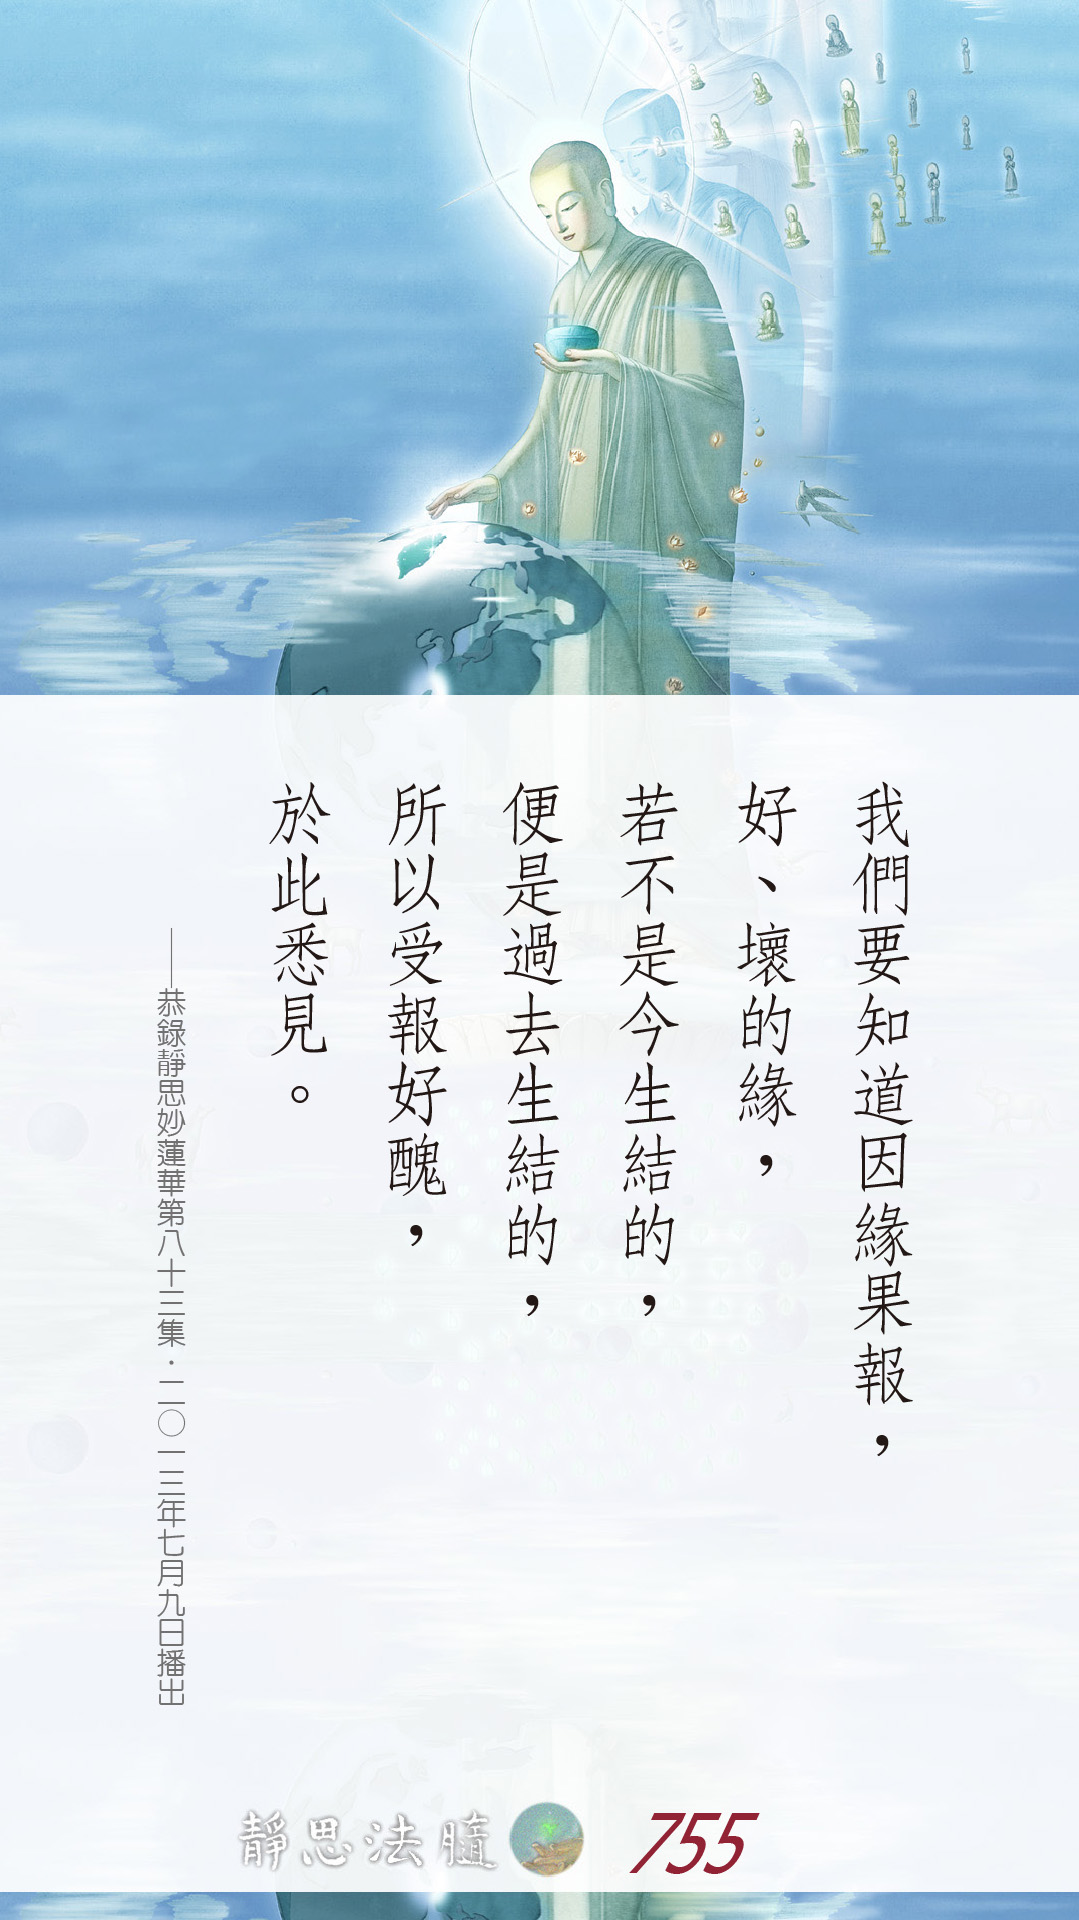 我們要知道因緣果報，
好、壞的緣，
若不是今生結的，
便是過去生結的，
所以受報好醜，
於此悉見。
——恭錄靜思妙蓮華第八十三集·二〇一三年七月九日播出
靜思法髓
755